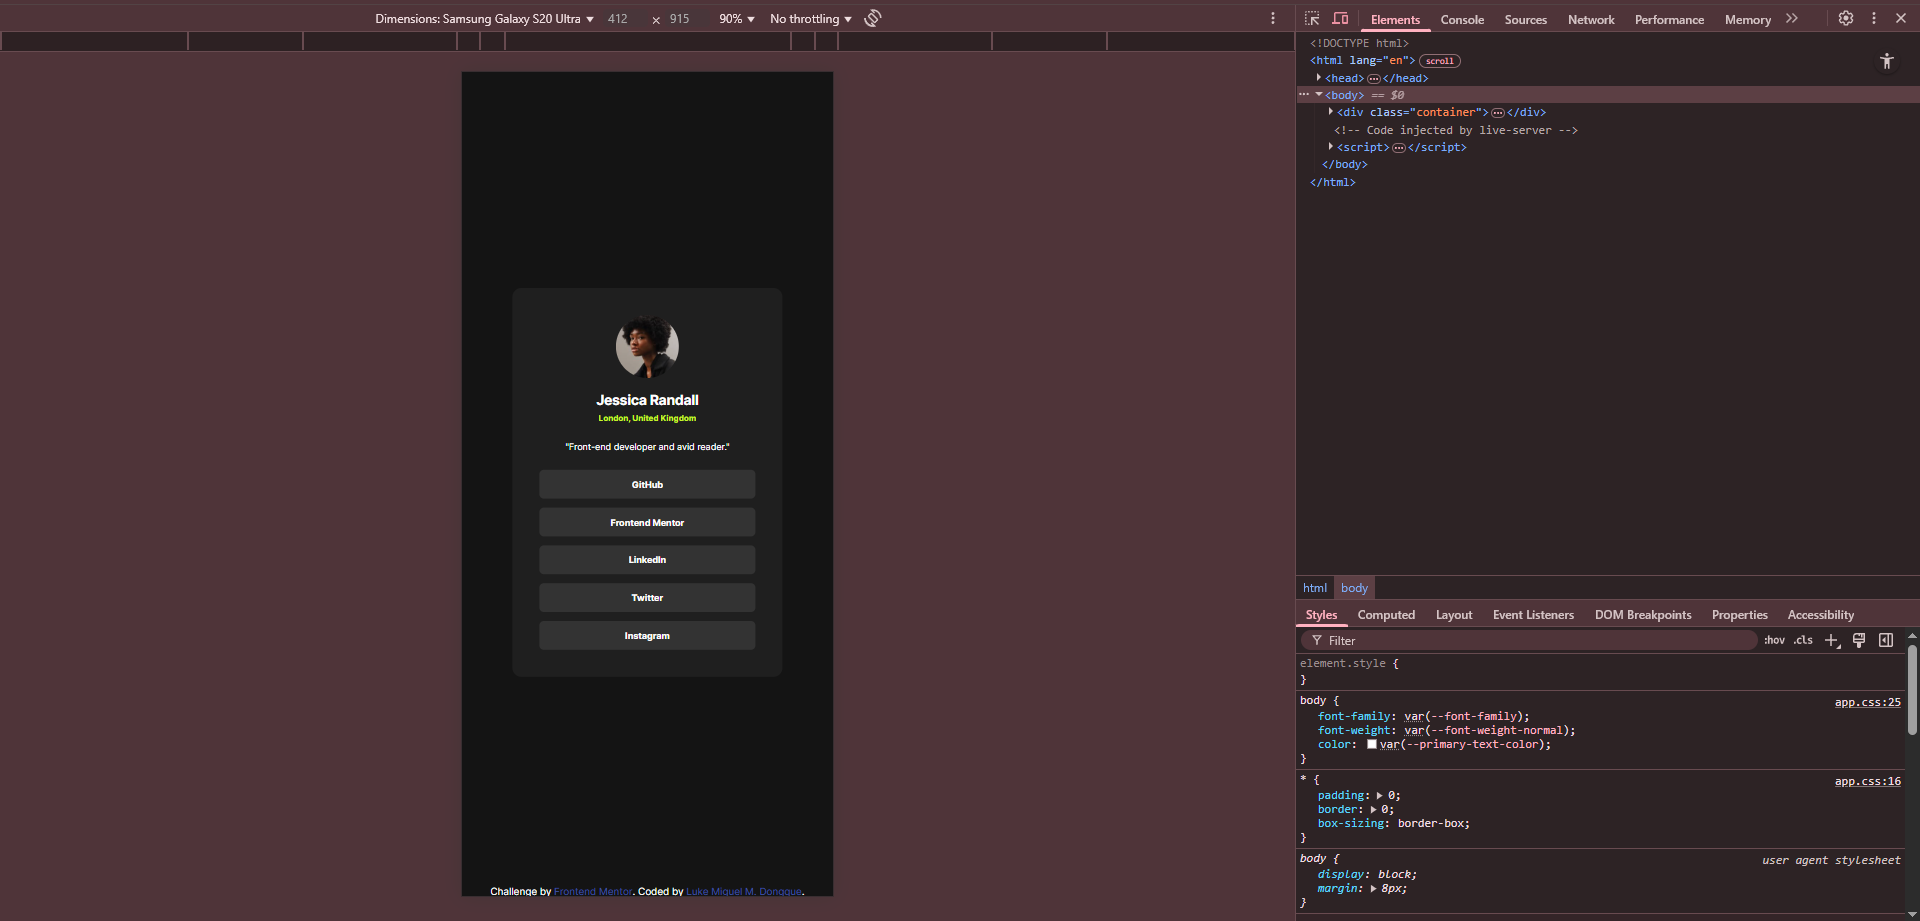 Dimensions: Samsung Galaxy S20 Ultra ▼ 412 × 915 90% ▼ No throttling ▼
Elements Console Sources Network Performance Memory
<!DOCTYPE html>
<html lang="en"> scroll
<head> ⋯ </head>
⋯ <body> == $0
<div class="container"> ⋯ </div>
<!-- Code injected by live-server -->
<script> ⋯ </script>
</body>
</html>
Jessica Randall
London, United Kingdom
"Front-end developer and avid reader."
GitHub
Frontend Mentor
LinkedIn
Twitter
Instagram
Challenge by Frontend Mentor. Coded by Luke Miguel M. Dongque.
html body
Styles Computed Layout Event Listeners DOM Breakpoints Properties Accessibility
Filter :hov .cls
element.style {
}
body { app.css:25
font-family: var(--font-family);
font-weight: var(--font-weight-normal);
color: var(--primary-text-color);
}
* { app.css:16
padding: 0;
border: 0;
box-sizing: border-box;
}
body { user agent stylesheet
display: block;
margin: 8px;
}